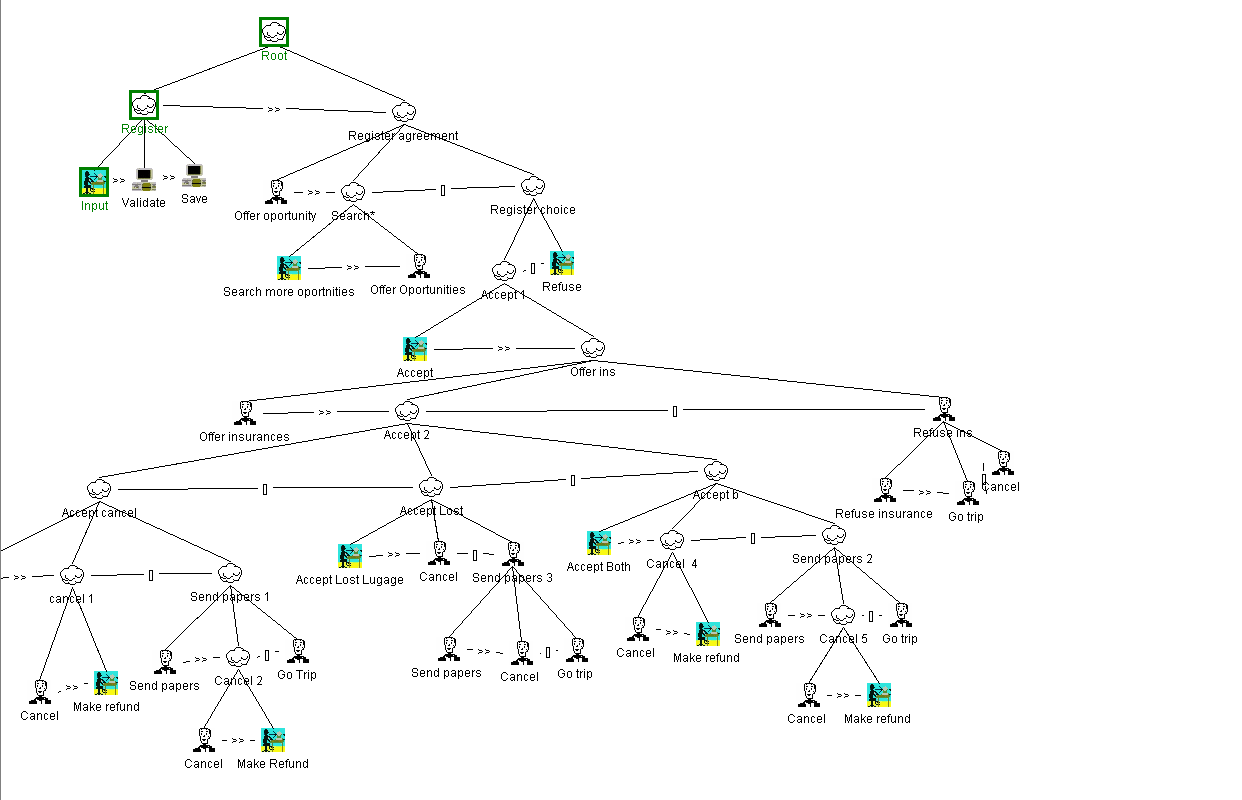 Root
Register
>>
Register agreement
Input
>>
Validate
>>
Save
Offer oportunity
>>
Search*
[]
Register choice
Search more oportnities
>>
Offer Oportunities
Accept 1
[]
Refuse
Accept
>>
Offer ins
Offer insurances
>>
Accept 2
[]
Refuse ins
Accept cancel
[]
Accept Lost
[]
Accept b
Refuse insurance
>>
Go trip
[]
Cancel
>>
cancel 1
[]
Send papers 1
Accept Lost Lugage
>>
Cancel
[]
Send papers 3
Accept Both
>>
Cancel 4
[]
Send papers 2
Cancel
>>
Make refund
Send papers
>>
Cancel 2
[]
Go Trip
Send papers
>>
Cancel
[]
Go trip
Cancel
>>
Make refund
Send papers
>>
Cancel 5
[]
Go trip
Cancel
>>
Make Refund
Cancel
>>
Make refund